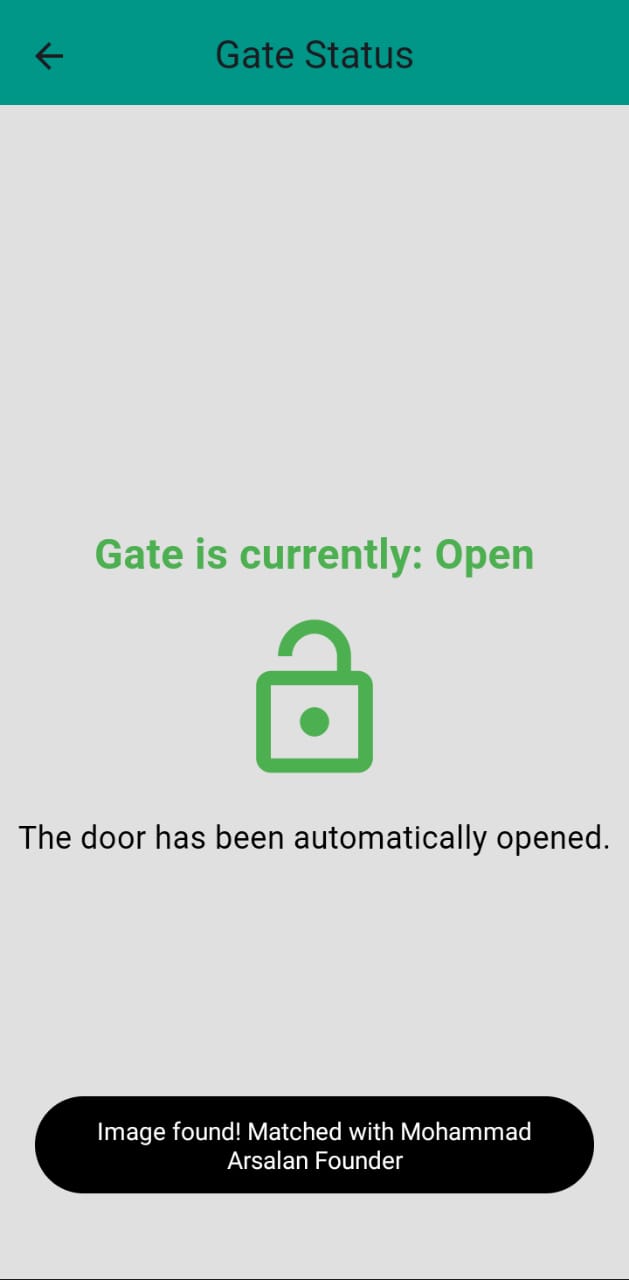 Gate Status
Gate is currently: Open
The door has been automatically opened.
Image found! Matched with Mohammad
Arsalan Founder